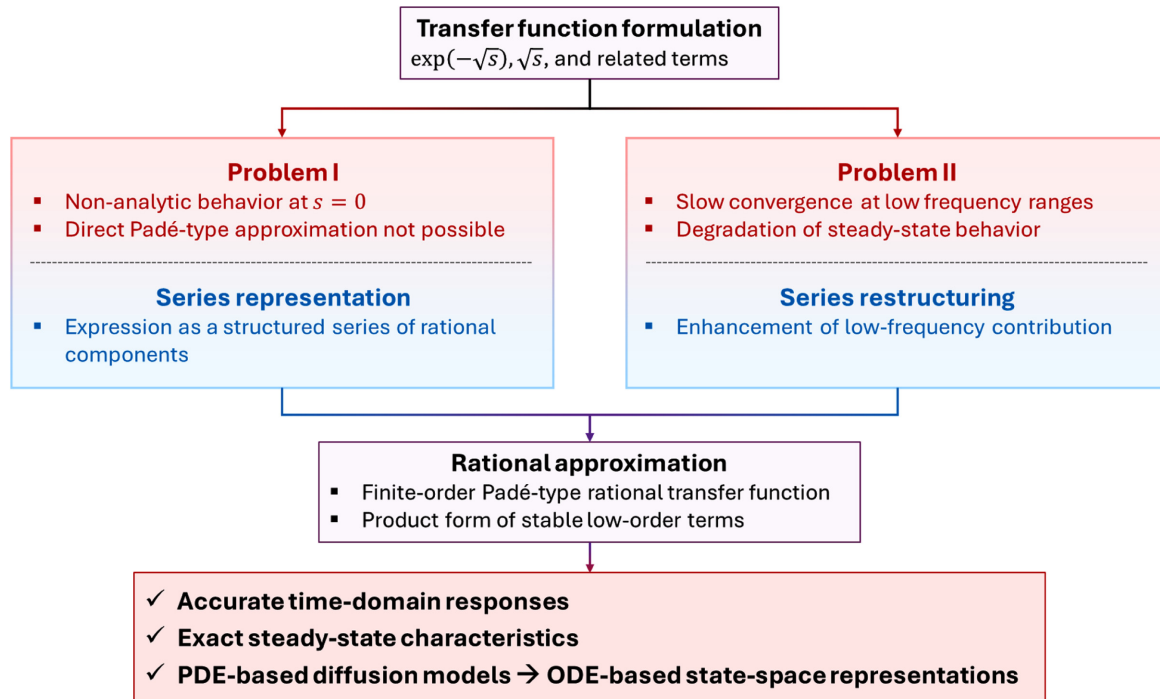 Transfer function formulation
exp(−√s), √s, and related terms
Problem I
▪ Non-analytic behavior at s = 0
▪ Direct Padé-type approximation not possible
Series representation
▪ Expression as a structured series of rational
components
Problem II
▪ Slow convergence at low frequency ranges
▪ Degradation of steady-state behavior
Series restructuring
▪ Enhancement of low-frequency contribution
Rational approximation
▪ Finite-order Padé-type rational transfer function
▪ Product form of stable low-order terms
✓ Accurate time-domain responses
✓ Exact steady-state characteristics
✓ PDE-based diffusion models → ODE-based state-space representations